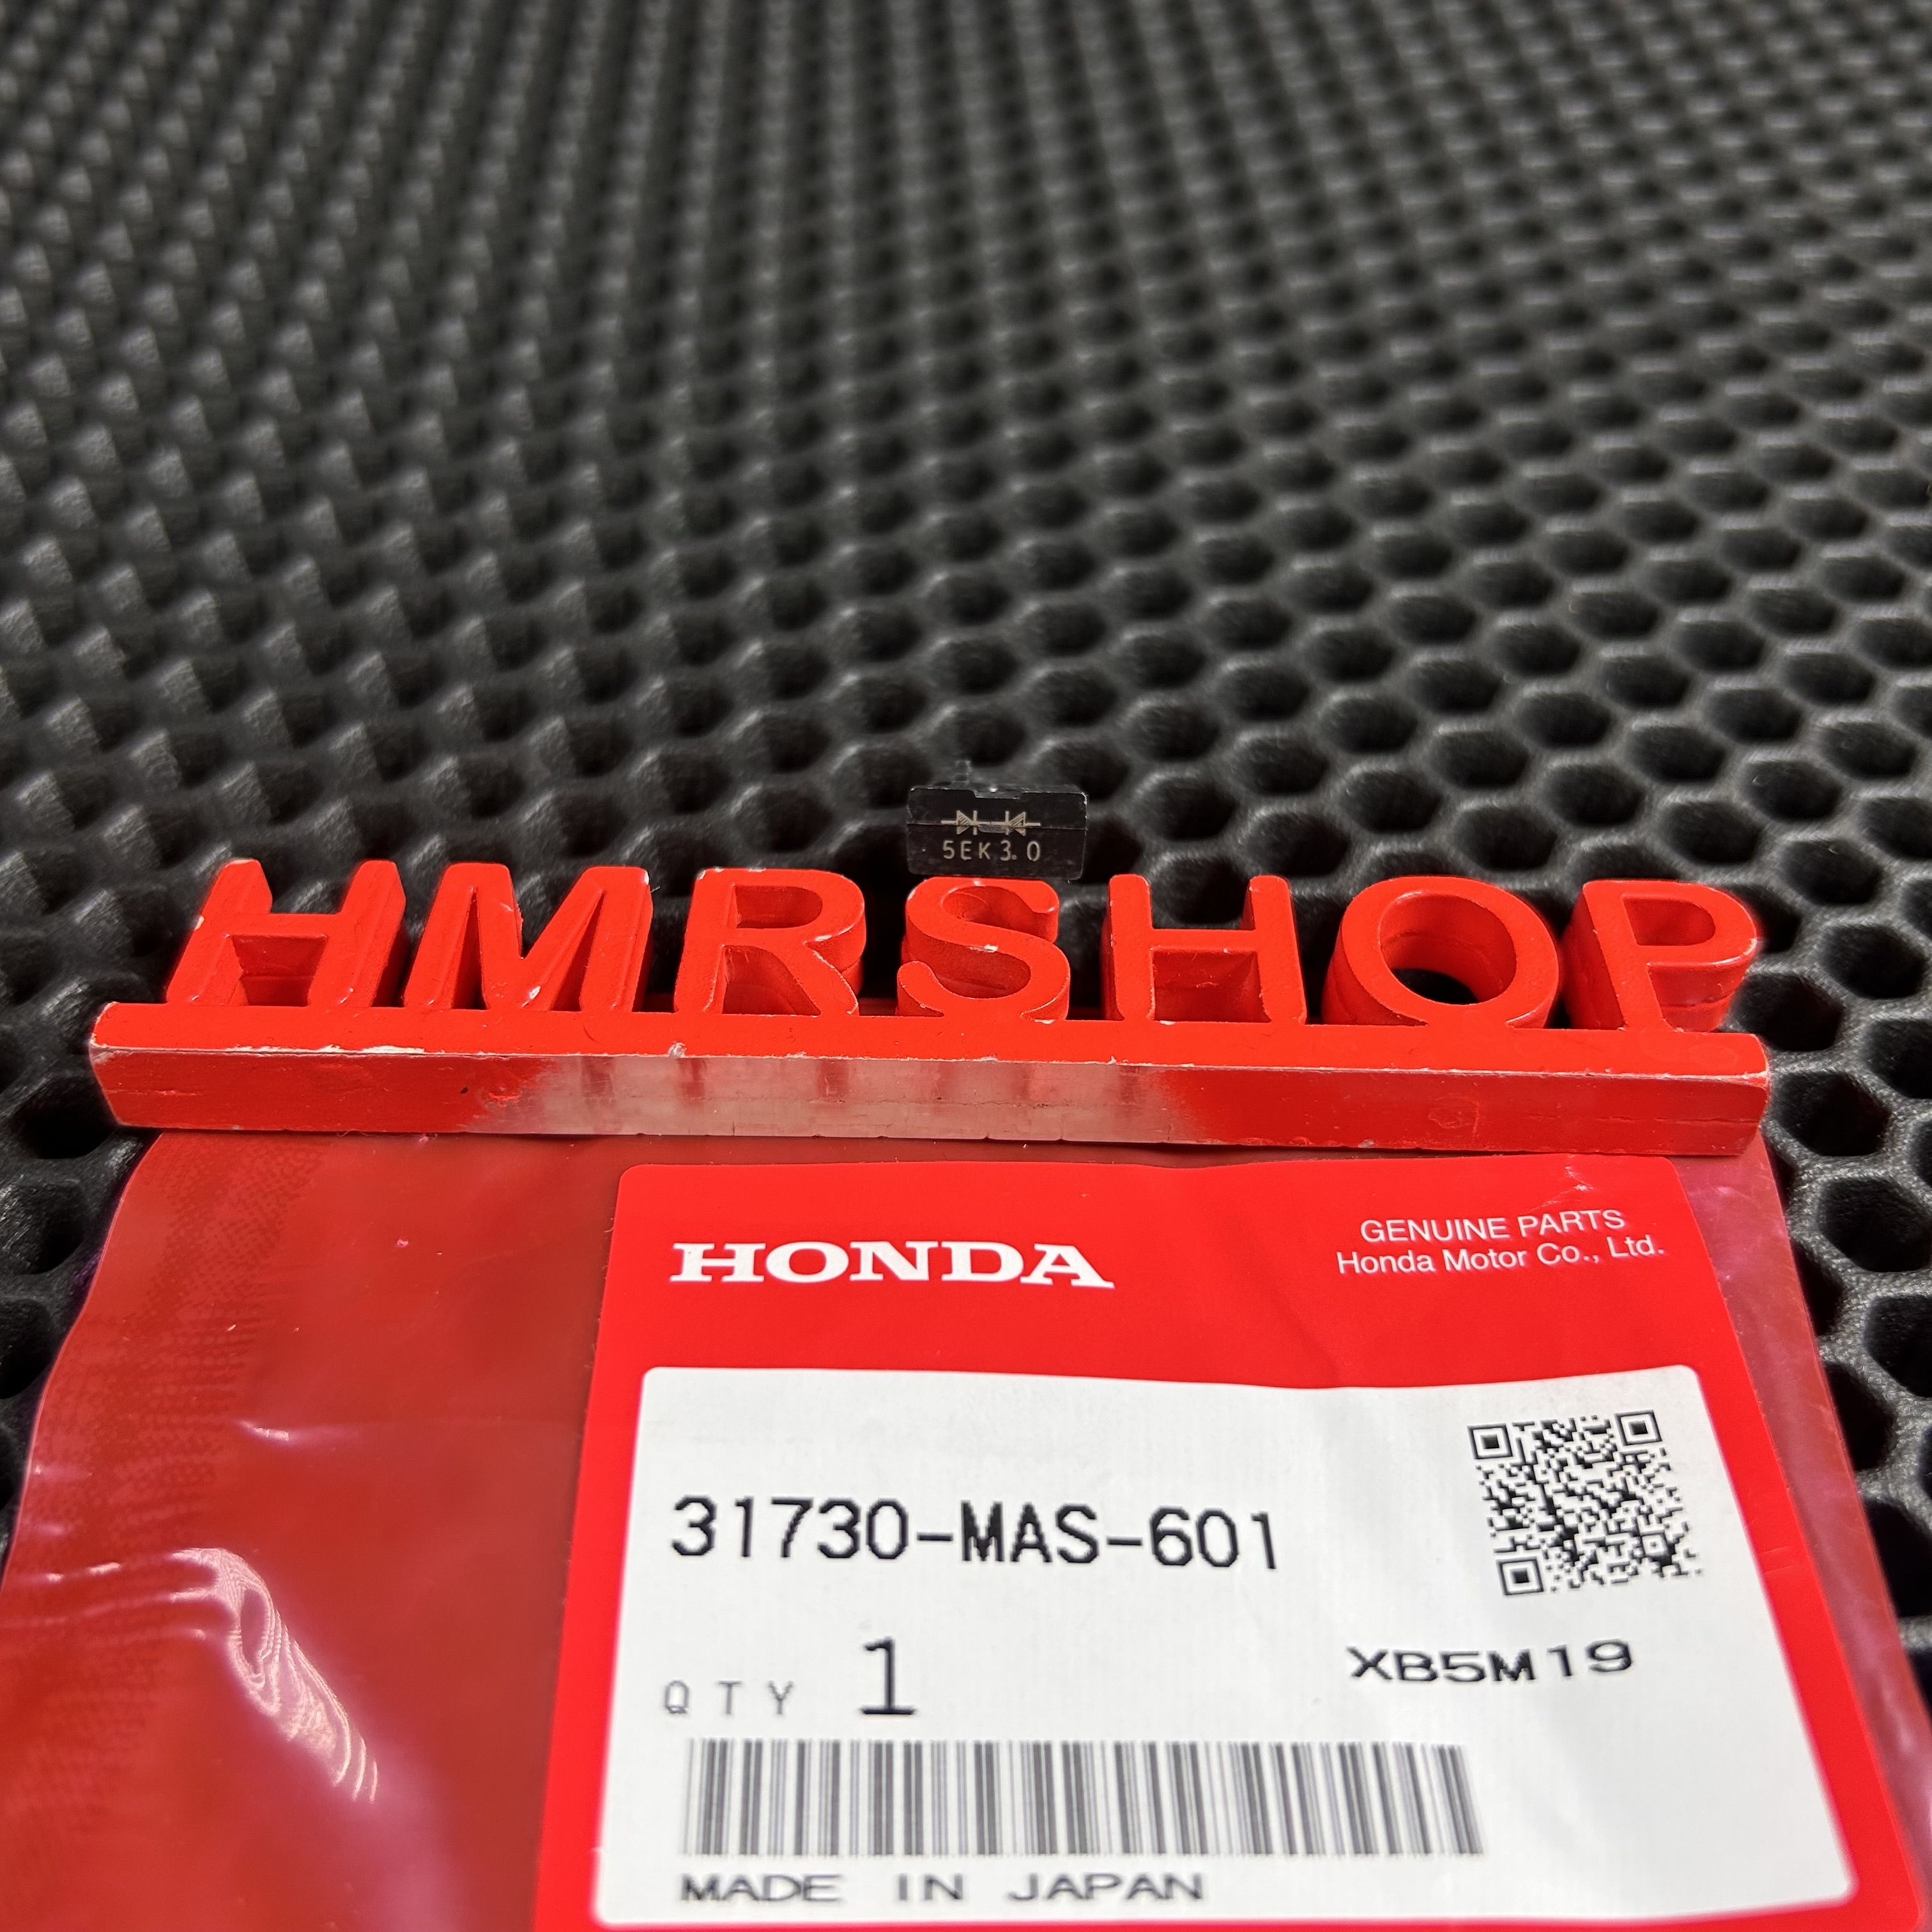 5EK3.0
HMRSHOP
HONDA
GENUINE PARTS
Honda Motor Co., Ltd.
31730-MAS-601
QTY 1
XB5M19
MADE IN JAPAN